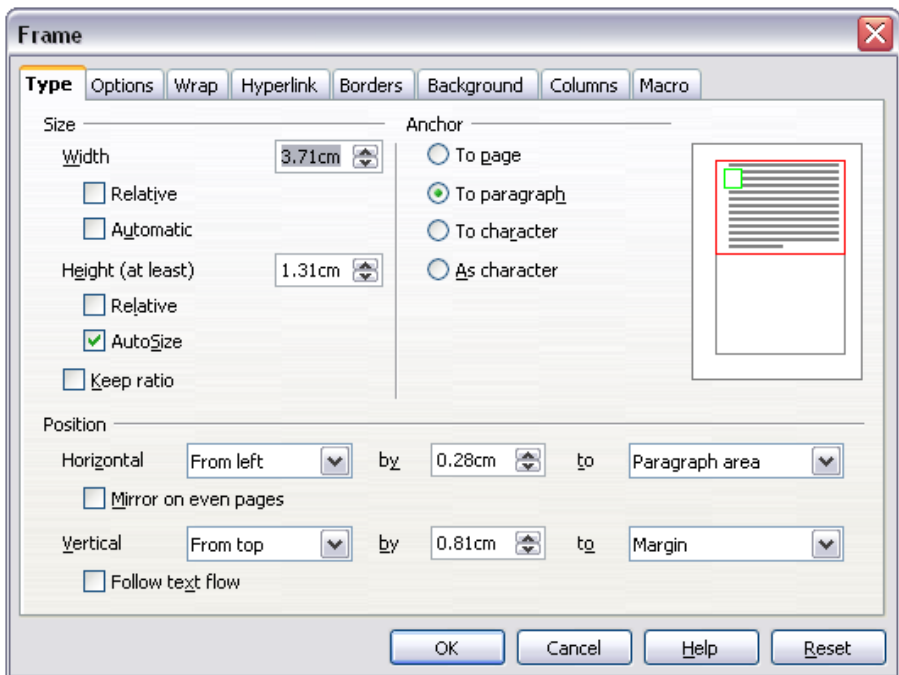 Frame
Type Options Wrap Hyperlink Borders Background Columns Macro
Size
Width 3.71cm
Relative
Automatic
Height (at least) 1.31cm
Relative
AutoSize
Keep ratio
Anchor
To page
To paragraph
To character
As character
Position
Horizontal From left by 0.28cm to Paragraph area
Mirror on even pages
Vertical From top by 0.81cm to Margin
Follow text flow
OK Cancel Help Reset